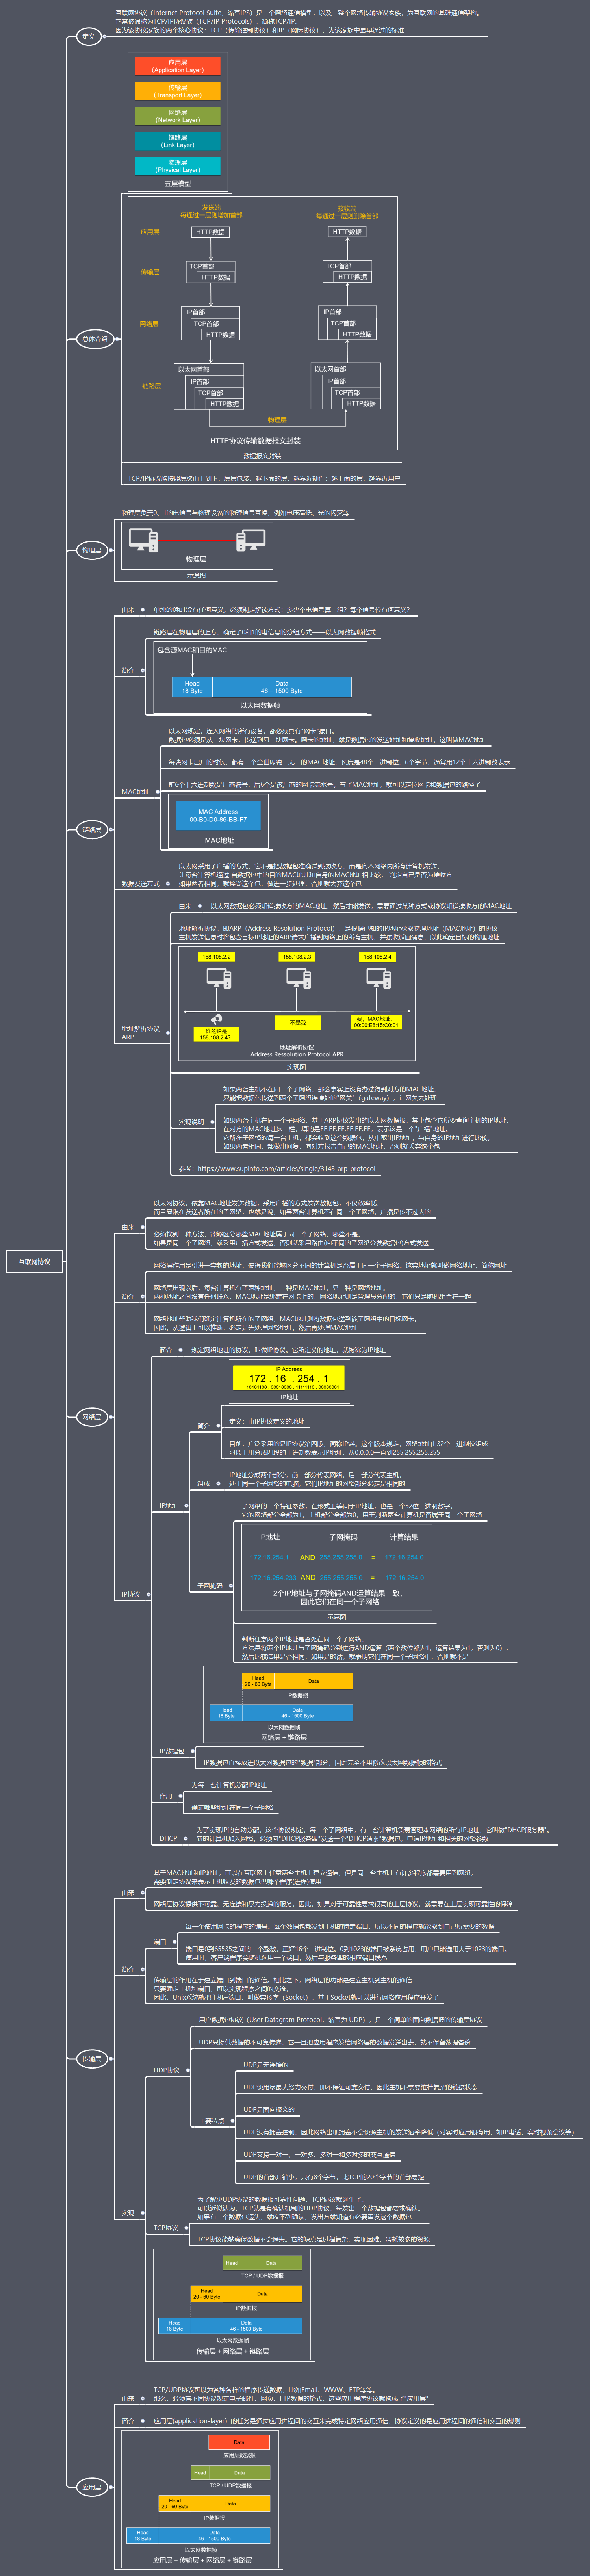 互联网协议
定义
互联网协议（Internet Protocol Suite，缩写IPS）是一个网络通信模型，以及一整个网络传输协议家族，为互联网的基础通信架构。
它常被通称为TCP/IP协议族（TCP/IP Protocols），简称TCP/IP。
因为该协议家族的两个核心协议：TCP（传输控制协议）和IP（网际协议），为该家族中最早通过的标准
总体介绍
应用层
(Application Layer)
传输层
(Transport Layer)
网络层
(Network Layer)
链路层
(Link Layer)
物理层
(Physical Layer)
五层模型
发送端
每通过一层则增加首部
接收端
每通过一层则删除首部
应用层
HTTP数据
HTTP数据
传输层
TCP首部
HTTP数据
TCP首部
HTTP数据
网络层
IP首部
TCP首部
HTTP数据
IP首部
TCP首部
HTTP数据
链路层
以太网首部
IP首部
TCP首部
HTTP数据
以太网首部
IP首部
TCP首部
HTTP数据
物理层
HTTP协议传输数据报文封装
数据报文封装
TCP/IP协议族按照层次由上到下，层层包装，越下面的层，越靠近硬件；越上面的层，越靠近用户
物理层
物理层负责0、1的电信号与物理设备的物理信号互换，例如电压高低、光的闪灭等
物理层
示意图
链路层
由来
单纯的0和1没有任何意义，必须规定解读方式：多少个电信号算一组？每个信号位有何意义？
简介
链路层在物理层的上方，确定了0和1的电信号的分组方式——以太网数据帧格式
包含源MAC和目的MAC
Head
18 Byte
Data
46 – 1500 Byte
以太网数据帧
MAC地址
以太网规定，连入网络的所有设备，都必须具有“网卡”接口。
数据包必须是从一块网卡，传送到另一块网卡。网卡的地址，就是数据包的发送地址和接收地址，这叫做MAC地址
每块网卡出厂的时候，都有一个全世界独一无二的MAC地址，长度是48个二进制位，6个字节，通常用12个十六进制数表示
前6个十六进制数是厂商编号，后6个是该厂商的网卡流水号。有了MAC地址，就可以定位网卡和数据包的路径了
MAC Address
00-B0-D0-86-BB-F7
MAC地址
数据发送方式
以太网采用了广播的方式，它不是把数据包准确送到接收方，而是向本网络内所有计算机发送，
让每台计算机通过 自数据包中的目的MAC地址和自身的MAC地址相比较，判定自己是否为接收方
如果两者相同，就接受这个包，做进一步处理，否则就丢弃这个包
地址解析协议
ARP
由来
以太网数据包必须知道接收方的MAC地址，然后才能发送，需要通过某种方式或协议知道接收方的MAC地址
地址解析协议，即ARP（Address Resolution Protocol），是根据已知的IP地址获取物理地址（MAC地址）的协议
主机发送信息时将包含目标IP地址的ARP请求广播到网络上的所有主机，并接收返回消息，以此确定目标的物理地址
158.108.2.2
158.108.2.3
158.108.2.4
谁的IP是
158.108.2.4?
不是我
我，MAC地址，
00:00:E8:15:C0:01
地址解析协议
Address Ressolution Protocol APR
实现图
实现说明
如果两台主机不在同一个子网络，那么事实上没有办法得到对方的MAC地址，
只能把数据包传送到两个子网络连接处的“网关”（gateway），让网关去处理
如果两台主机在同一个子网络，基于ARP协议发出的以太网数据报，其中包含它所要查询主机的IP地址，
在对方的MAC地址这一栏，填的是FF:FF:FF:FF:FF:FF，表示这是一个“广播”地址。
它所在子网络的每一台主机，都会收到这个数据包，从中取出IP地址，与自身的IP地址进行比较。
如果两者相同，都做出回复，向对方报告自己的MAC地址，否则就丢弃这个包
参考：https://www.supinfo.com/articles/single/3143-arp-protocol
网络层
由来
以太网协议，依靠MAC地址发送数据，采用广播的方式发送数据包，不仅效率低，
而且局限在发送者所在的子网络，也就是说，如果两台计算机不在同一个子网络，广播是传不过去的
必须找到一种方法，能够区分哪些MAC地址属于同一个子网络，哪些不是。
如果是同一个子网络，就采用广播方式发送，否则就采用路由(向不同的子网络分发数据包)方式发送
简介
网络层作用是引进一套新的地址，使得我们能够区分不同的计算机是否属于同一个子网络。这套地址就叫做网络地址，简称网址
网络层出现以后，每台计算机有了两种地址，一种是MAC地址，另一种是网络地址。
两种地址之间没有任何联系，MAC地址是绑定在网卡上的，网络地址则是管理员分配的，它们只是随机组合在一起
网络地址帮助我们确定计算机所在的子网络，MAC地址则将数据包送到该子网络中的目标网卡。
因此，从逻辑上可以推断，必定是先处理网络地址，然后再处理MAC地址
IP协议
简介
规定网络地址的协议，叫做IP协议。它所定义的地址，就被称为IP地址
IP地址
简介
IP Address
172 . 16 . 254 . 1
10101100 . 00010000 . 11111110 . 00000001
IP地址
定义：由IP协议定义的地址
目前，广泛采用的是IP协议第四版，简称IPv4。这个版本规定，网络地址由32个二进制位组成
习惯上用分成四段的十进制数表示IP地址，从0.0.0.0一直到255.255.255.255
组成
IP地址分成两个部分，前一部分代表网络，后一部分代表主机，
处于同一个子网络的电脑，它们IP地址的网络部分必定是相同的
子网掩码
子网络的一个特征参数，在形式上等同于IP地址，也是一个32位二进制数字，
它的网络部分全部为1，主机部分全部为0，用于判断两台计算机是否属于同一个子网络
IP地址
子网掩码
计算结果
172.16.254.1 AND 255.255.255.0 = 172.16.254.0
172.16.254.233 AND 255.255.255.0 = 172.16.254.0
2个IP地址与子网掩码AND运算结果一致，
因此它们在同一个子网络
示意图
判断任意两个IP地址是否处在同一个子网络。
方法是将两个IP地址与子网掩码分别进行AND运算（两个数位都为1，运算结果为1，否则为0），
然后比较结果是否相同，如果是的话，就表明它们在同一个子网络中，否则就不是
IP数据包
Head
20 - 60 Byte
Data
IP数据报
Head
18 Byte
Data
46 - 1500 Byte
以太网数据帧
网络层 + 链路层
IP数据包直接放进以太网数据包的“数据”部分，因此完全不用修改以太网数据帧的格式
作用
为每一台计算机分配IP地址
确定哪些地址在同一个子网络
DHCP
为了实现IP的自动分配，这个协议规定，每一个子网络中，有一台计算机负责管理本网络的所有IP地址，它叫做“DHCP服务器”。
新的计算机加入网络，必须向“DHCP服务器”发送一个“DHCP请求”数据包，申请IP地址和相关的网络参数
传输层
由来
基于MAC地址和IP地址，可以在互联网上任意两台主机上建立通信，但是同一台主机上有许多程序都需要用到网络，
需要制定协议来表示主机收发的数据包供哪个程序(进程)使用
网络层协议提供不可靠、无连接和尽力投递的服务，因此，如果对于可靠性要求很高的上层协议，就需要在上层实现可靠性的保障
简介
端口
每一个使用网卡的程序的编号。每个数据包都发到主机的特定端口，所以不同的程序就能取到自己所需要的数据
端口是0到65535之间的一个整数，正好16个二进制位。0到1023的端口被系统占用，用户只能选用大于1023的端口。
使用时，客户端程序会随机选用一个端口，然后与服务器的相应端口联系
传输层的作用在于建立端口到端口的通信。相比之下，网络层的功能是建立主机到主机的通信
只要确定主机和端口，可以实现程序之间的交流，
因此，Unix系统就把主机+端口，叫做套接字（Socket），基于Socket就可以进行网络应用程序开发了
实现
UDP协议
用户数据包协议（User Datagram Protocol，缩写为 UDP），是一个简单的面向数据报的传输层协议
UDP只提供数据的不可靠传递，它一旦把应用程序发给网络层的数据发送出去，就不保留数据备份
主要特点
UDP是无连接的
UDP使用尽最大努力交付，即不保证可靠交付，因此主机不需要维持复杂的链接状态
UDP是面向报文的
UDP没有拥塞控制，因此网络出现拥塞不会使源主机的发送速率降低（对实时应用很有用，如IP电话，实时视频会议等）
UDP支持一对一、一对多、多对一和多对多的交互通信
UDP的首部开销小，只有8个字节，比TCP的20个字节的首部要短
TCP协议
为了解决UDP协议的数据报可靠性问题，TCP协议就诞生了。
可以近似认为，TCP就是有确认机制的UDP协议，每发出一个数据包都要求确认。
如果有一个数据包遗失，就收不到确认，发出方就知道有必要重发这个数据包
TCP协议能够确保数据不会遗失。它的缺点是过程复杂、实现困难、消耗较多的资源
Head
Data
TCP / UDP数据报
Head
20 - 60 Byte
Data
IP数据报
Head
18 Byte
Data
46 - 1500 Byte
以太网数据帧
传输层 + 网络层 + 链路层
应用层
由来
TCP/UDP协议可以为各种各样的程序传递数据，比如Email、WWW、FTP等等。
那么，必须有不同协议规定电子邮件、网页、FTP数据的格式，这些应用程序协议就构成了“应用层”
简介
应用层(application-layer）的任务是通过应用进程间的交互来完成特定网络应用通信，协议定义的是应用进程间的通信和交互的规则
Data
应用层数据报
Head
Data
TCP / UDP数据报
Head
20 - 60 Byte
Data
IP数据报
Head
18 Byte
Data
46 - 1500 Byte
以太网数据帧
应用层 + 传输层 + 网络层 + 链路层